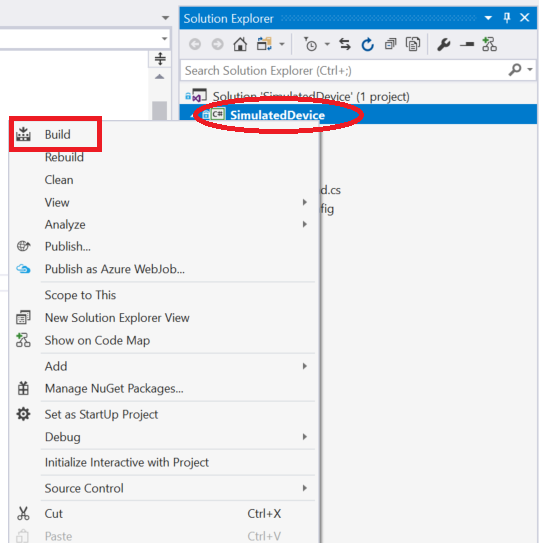 Solution Explorer
Search Solution Explorer (Ctrl+;)
Solution 'SimulatedDevice' (1 project)
C# SimulatedDevice
Build
Rebuild
Clean
d.cs
View
fig
Analyze
Publish...
Publish as Azure WebJob...
Scope to This
New Solution Explorer View
Show on Code Map
Add
Manage NuGet Packages...
Set as StartUp Project
Debug
Initialize Interactive with Project
Source Control
Cut Ctrl+X
Paste Ctrl+V